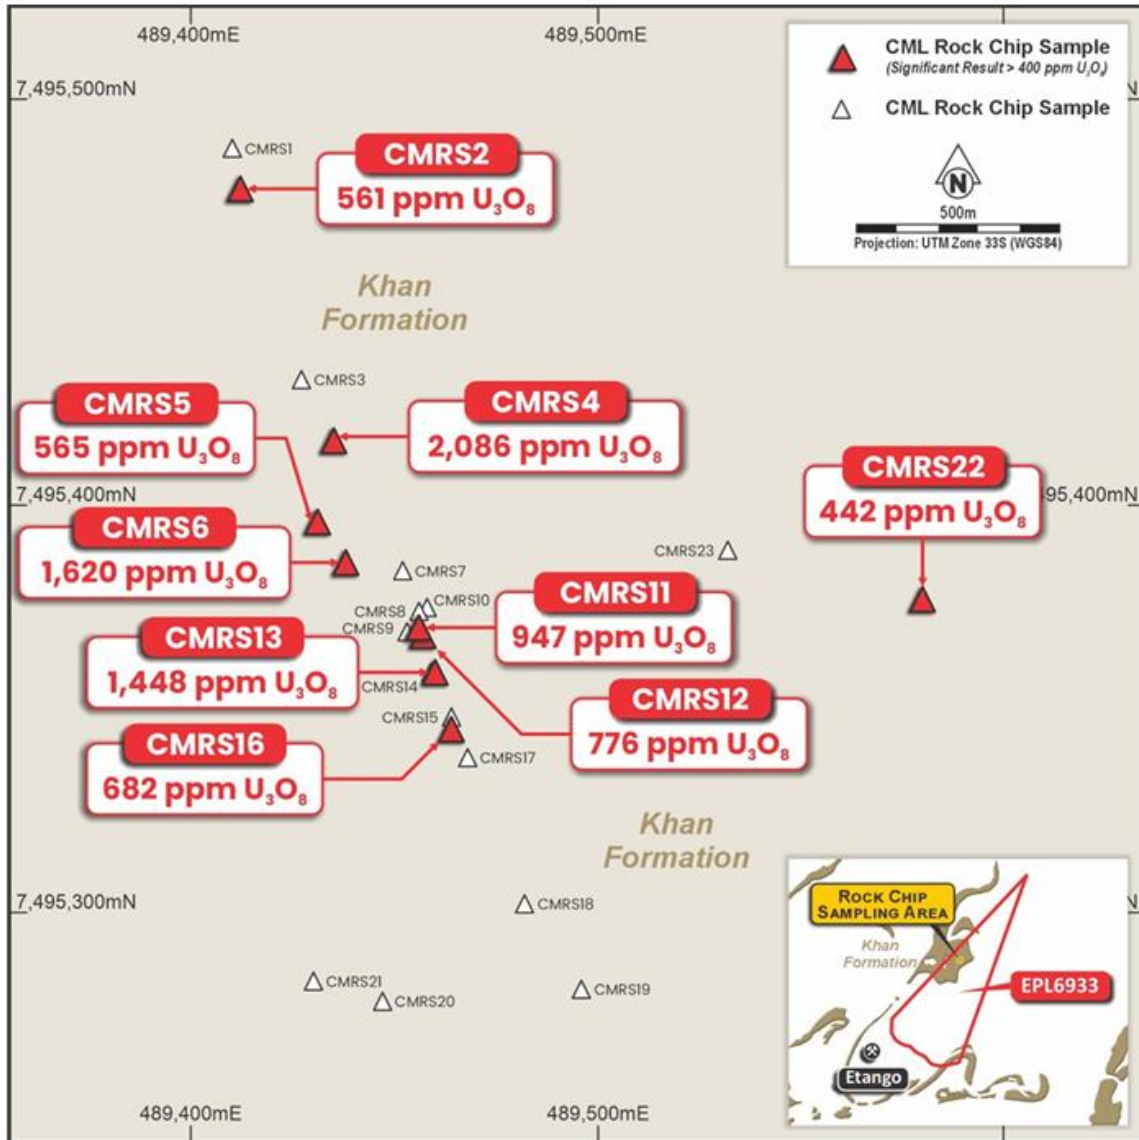 489,400mE
489,500mE
7,495,500mN
N
CML Rock Chip Sample
(Significant Result > 400 ppm U₃O₈)
CML Rock Chip Sample
N
500m
Projection: UTM Zone 33S (WGS84)
CMRS1
CMRS2
561 ppm U₃O₈
Khan
Formation
CMRS3
CMRS5
565 ppm U₃O₈
CMRS4
2,086 ppm U₃O₈
CMRS22
442 ppm U₃O₈
7,495,400mN
95,400mN
CMRS6
1,620 ppm U₃O₈
CMRS23
CMRS7
CMRS10
CMRS8
CMRS9
CMRS11
947 ppm U₃O₈
CMRS13
1,448 ppm U₃O₈
CMRS14
CMRS12
776 ppm U₃O₈
CMRS15
CMRS16
682 ppm U₃O₈
CMRS17
Khan
Formation
7,495,300mN
N
CMRS18
CMRS21
CMRS20
CMRS19
Rock Chip
Sampling Area
Khan
Formation
EPL6933
Etango
489,400mE
489,500mE